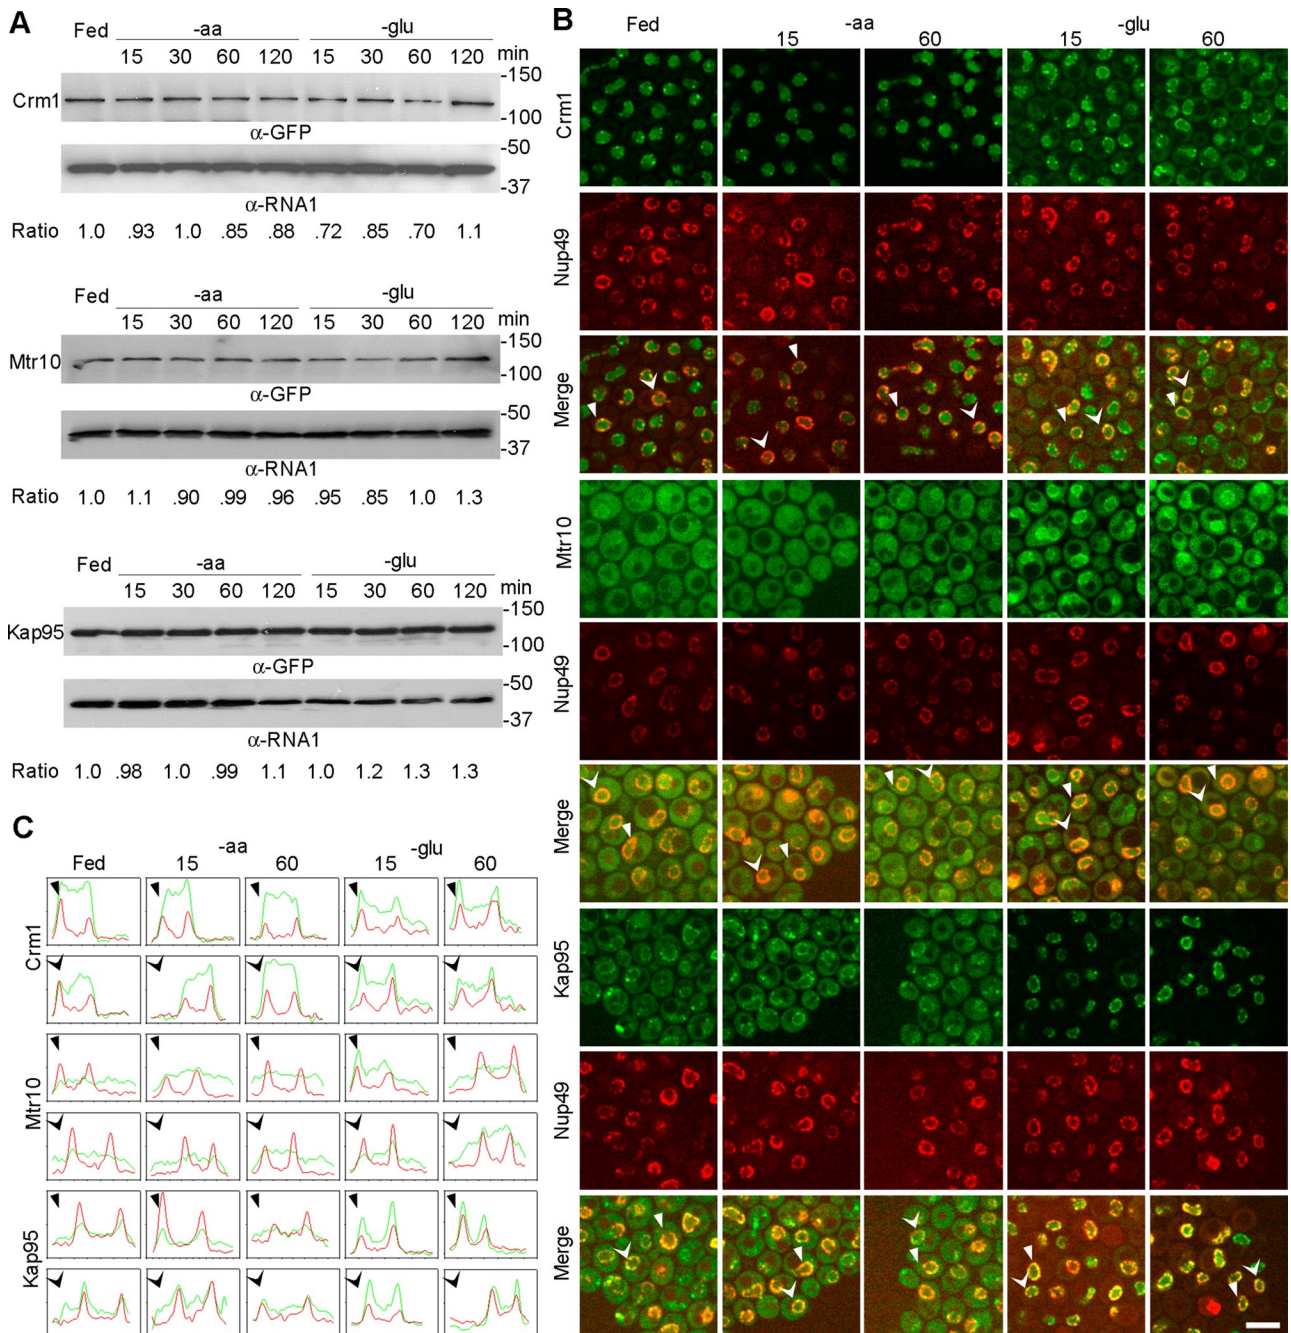 A
Fed -aa -glu
15 30 60 120 15 30 60 120 min
Crm1
-150
-100
α-GFP
-50
-37
α-RNA1
Ratio 1.0 .93 1.0 .85 .88 .72 .85 .70 1.1
Fed -aa -glu
15 30 60 120 15 30 60 120 min
Mtr10
-150
-100
α-GFP
-50
-37
α-RNA1
Ratio 1.0 1.1 .90 .99 .96 .95 .85 1.0 1.3
Fed -aa -glu
15 30 60 120 15 30 60 120 min
Kap95
-150
-100
α-GFP
-50
-37
α-RNA1
Ratio 1.0 .98 1.0 .99 1.1 1.0 1.2 1.3 1.3
C
Fed -aa -glu
15 60 15 60
Crm1
Mtr10
Kap95
B
Fed -aa -glu
15 60 15 60
Crm1
Nup49
Merge
Mtr10
Nup49
Merge
Kap95
Nup49
Merge